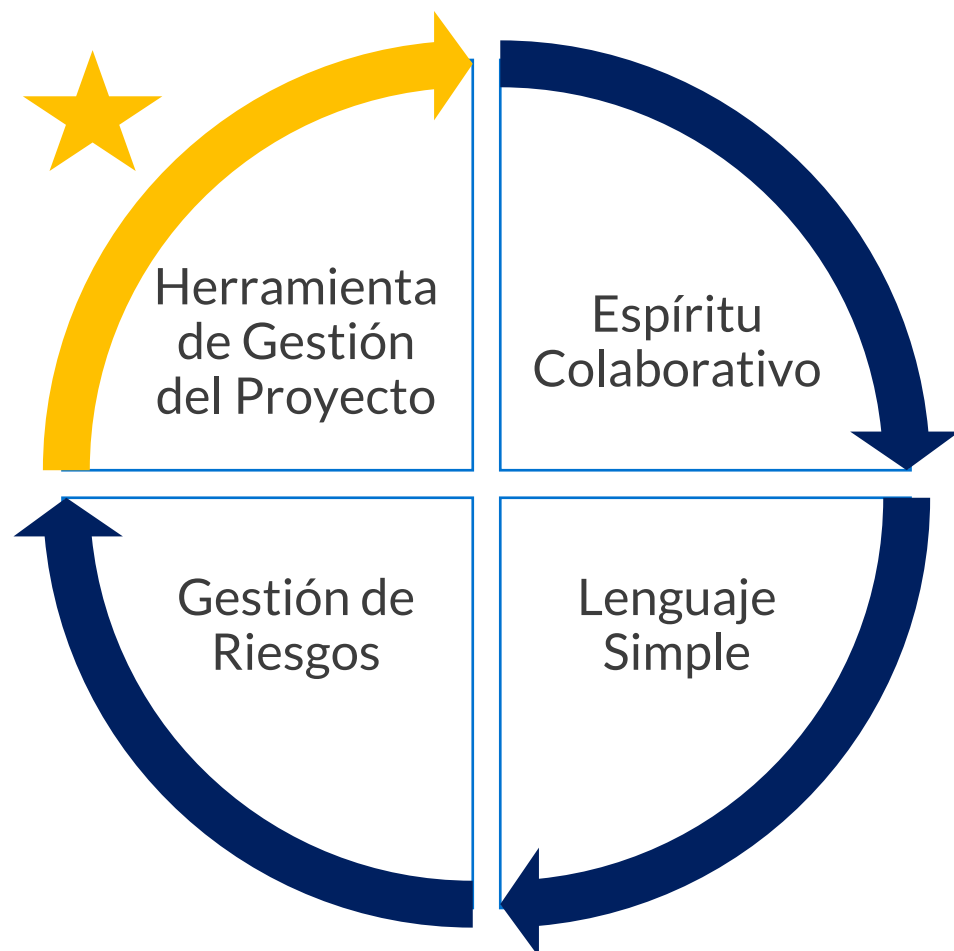 Herramienta
de Gestión
del Proyecto
Espíritu
Colaborativo
Gestión de
Riesgos
Lenguaje
Simple